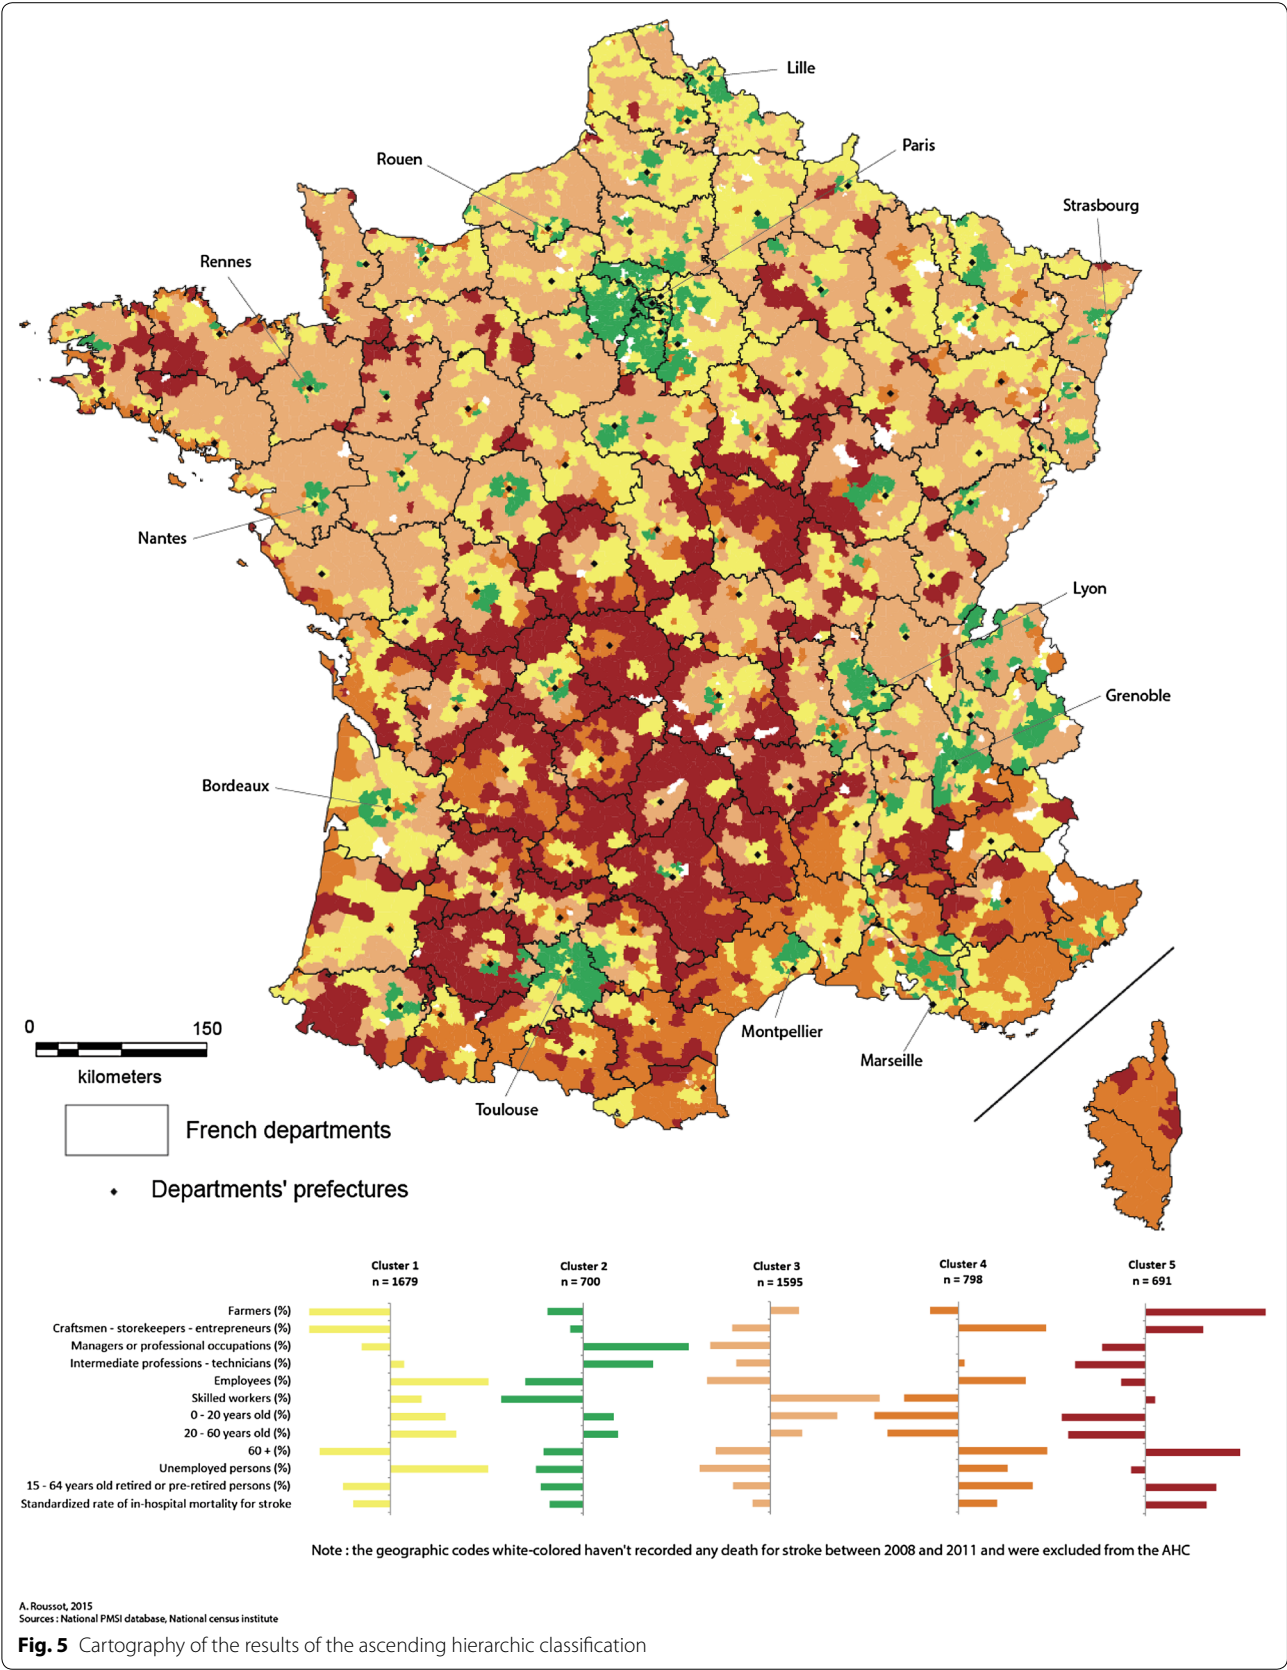 Lille
Paris
Rouen
Strasbourg
Rennes
Nantes
Lyon
Grenoble
Bordeaux
Montpellier
Marseille
Toulouse
0 150
kilometers
French departments
Departments' prefectures
Cluster 1 Cluster 2 Cluster 3 Cluster 4 Cluster 5
n = 1679 n = 700 n = 1595 n = 798 n = 691
Farmers (%)
Craftsmen - storekeepers - entrepreneurs (%)
Managers or professional occupations (%)
Intermediate professions - technicians (%)
Employees (%)
Skilled workers (%)
0 - 20 years old (%)
20 - 60 years old (%)
60 + (%)
Unemployed persons (%)
15 - 64 years old retired or pre-retired persons (%)
Standardized rate of in-hospital mortality for stroke
Note : the geographic codes white-colored haven't recorded any death for stroke between 2008 and 2011 and were excluded from the AHC
A. Roussot, 2015
Sources : National PMSI database, National census institute
Fig. 5 Cartography of the results of the ascending hierarchic classification